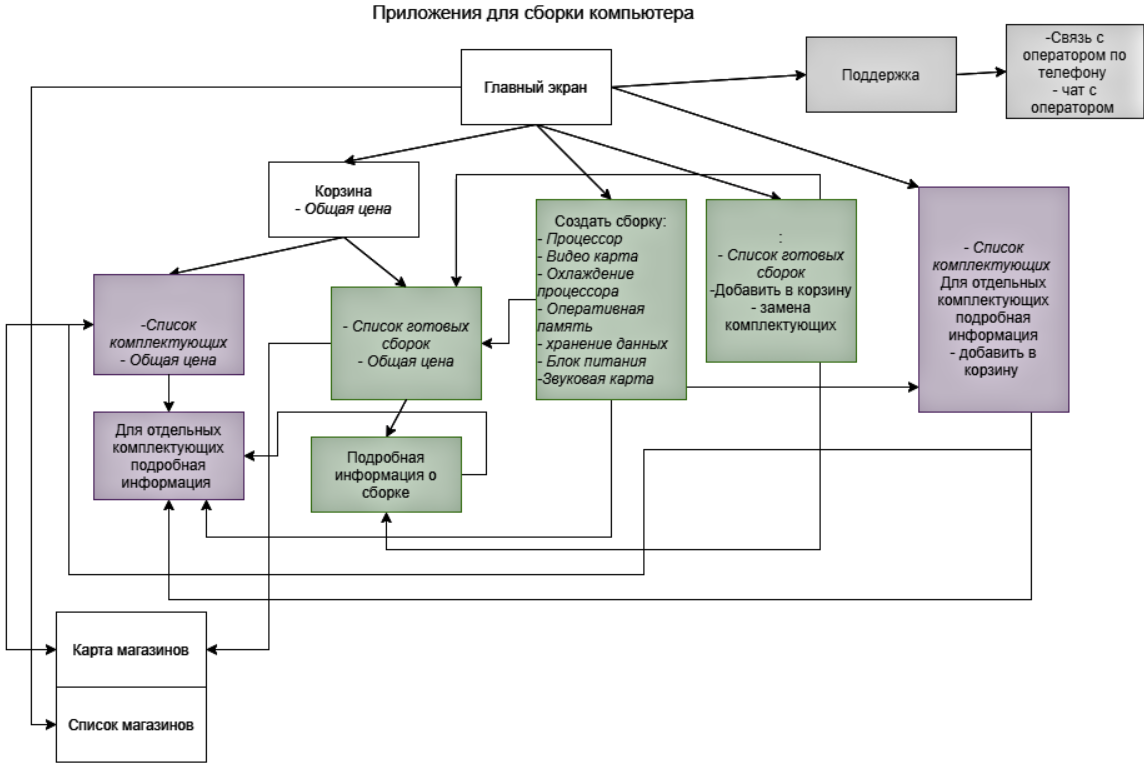 Приложения для сборки компьютера
Главный экран
Поддержка
-Связь с
оператором по
телефону
- чат с
оператором
Корзина
- Общая цена
Создать сборку:
- Процессор
- Видео карта
- Охлаждение
процессора
- Оперативная
память
- хранение данных
- Блок питания
-Звуковая карта
:
- Список готовых
сборок
-Добавить в корзину
- замена
комплектующих
- Список
комплектующих
Для отдельных
комплектующих
подробная
информация
- добавить в
корзину
-Список
комплектующих
- Общая цена
- Список готовых
сборок
- Общая цена
Для отдельных
комплектующих
подробная
информация
Подробная
информация о
сборке
Карта магазинов
Список магазинов